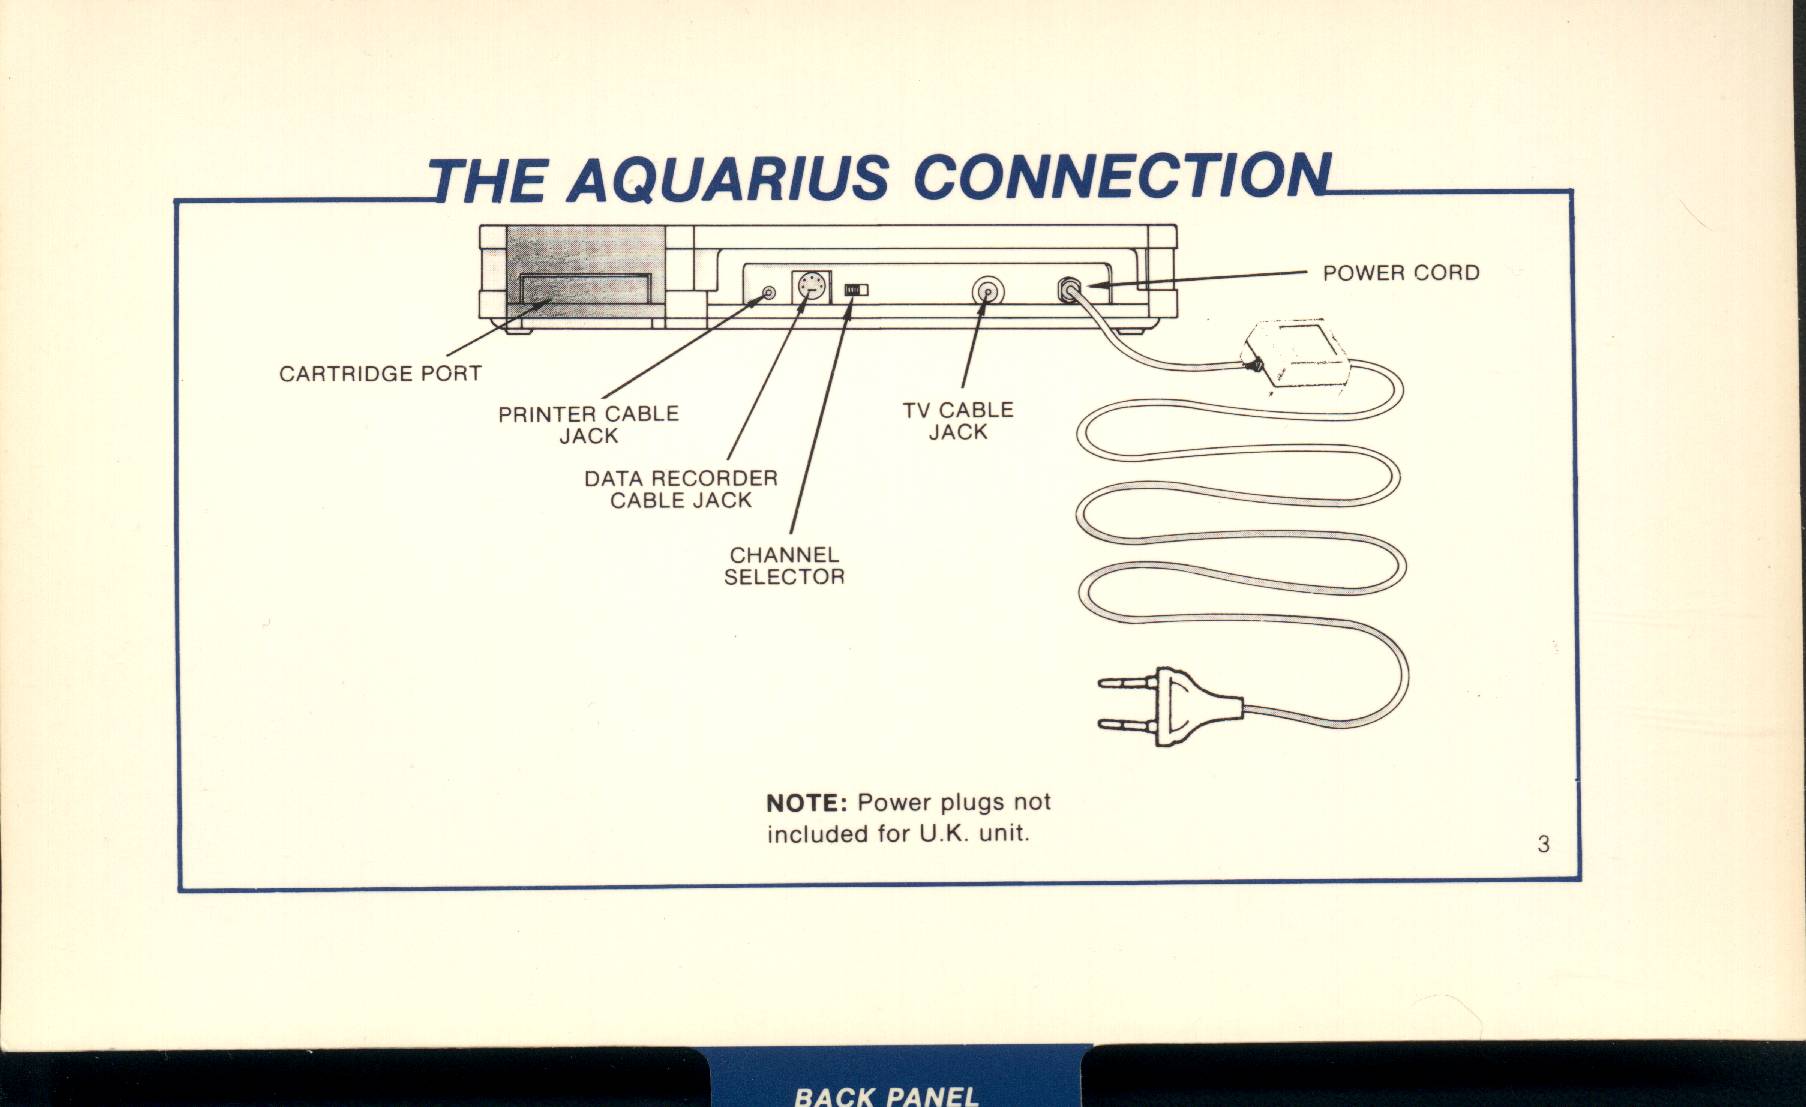 THE AQUARIUS CONNECTION
POWER CORD
CARTRIDGE PORT
PRINTER CABLE
JACK
TV CABLE
JACK
DATA RECORDER
CABLE JACK
CHANNEL
SELECTOR
NOTE: Power plugs not
included for U.K. unit.
3
BACK PANEL